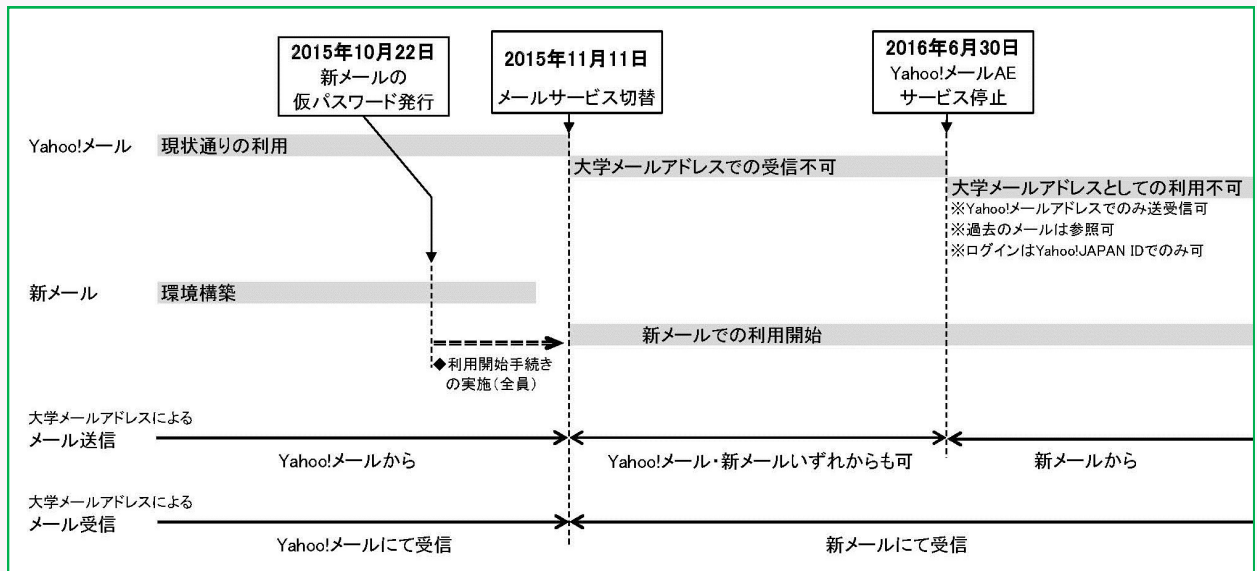 2015年10月22日
新メールの
仮パスワード発行
2015年11月11日
メールサービス切替
2016年6月30日
Yahoo!メールAE
サービス停止
Yahoo!メール
現状通りの利用
大学メールアドレスでの受信不可
大学メールアドレスとしての利用不可
※Yahoo!メールアドレスでのみ送受信可
※過去のメールは参照可
※ログインはYahoo!JAPAN IDでのみ可
新メール
環境構築
新メールでの利用開始
◆利用開始手続き
の実施(全員)
大学メールアドレスによる
メール送信
Yahoo!メールから
Yahoo!メール・新メールいずれからも可
新メールから
大学メールアドレスによる
メール受信
Yahoo!メールにて受信
新メールにて受信